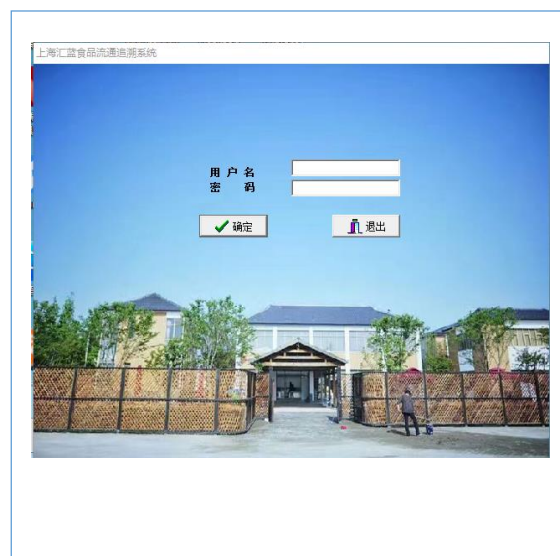 上海汇蓝食品流通追溯系统
用 户 名
密 码
确定
退出